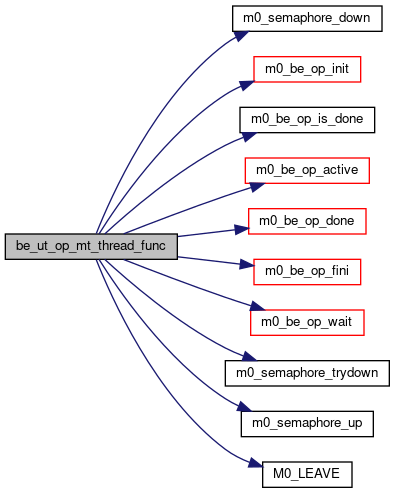 m0_semaphore_down
m0_be_op_init
m0_be_op_is_done
m0_be_op_active
be_ut_op_mt_thread_func
m0_be_op_done
m0_be_op_fini
m0_be_op_wait
m0_semaphore_trydown
m0_semaphore_up
M0_LEAVE